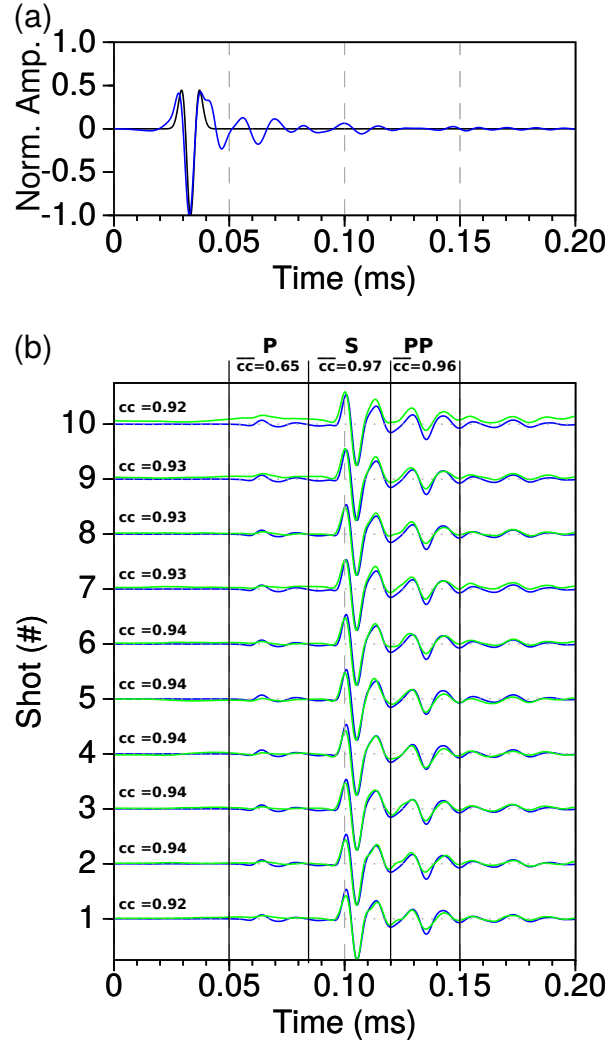 (a)
1.0
0.5
0
-0.5
-1.0
Norm. Amp.
0 0.05 0.10 0.15 0.20
Time (ms)
(b)
P S PP
cc=0.65 cc=0.97 cc=0.96
10 cc =0.92
9 cc =0.93
8 cc =0.93
7 cc =0.93
6 cc =0.94
5 cc =0.94
4 cc =0.94
3 cc =0.94
2 cc =0.94
1 cc =0.92
Shot (#)
0 0.05 0.10 0.15 0.20
Time (ms)